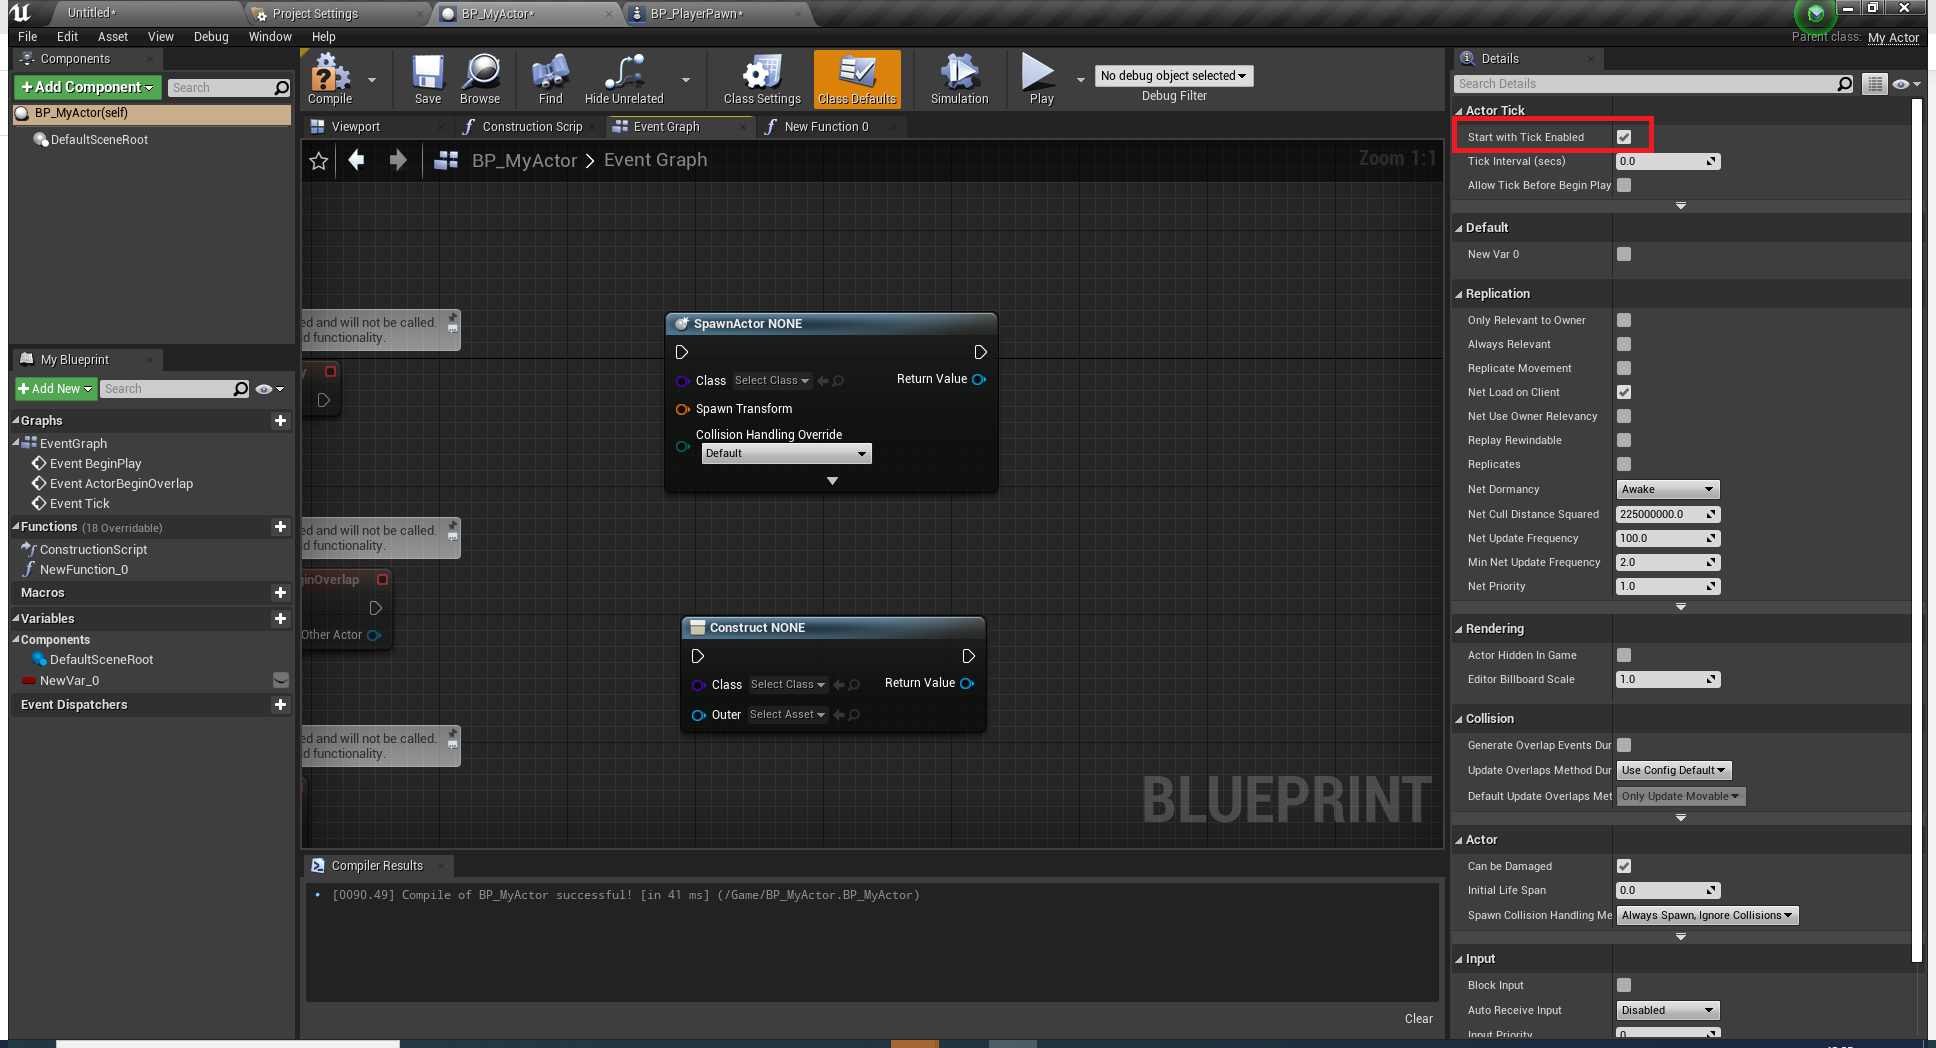 Untitled*
Project Settings
BP_MyActor*
BP_PlayerPawn*
File Edit Asset View Debug Window Help
Parent class: My Actor
Components
Add Component
Search
BP_MyActor(self)
DefaultSceneRoot
My Blueprint
Add New
Search
Graphs
EventGraph
Event BeginPlay
Event ActorBeginOverlap
Event Tick
Functions (18 Overridable)
ConstructionScript
NewFunction_0
Macros
Variables
Components
DefaultSceneRoot
NewVar_0
Event Dispatchers
Compile
Save
Browse
Find
Hide Unrelated
Class Settings
Class Defaults
Simulation
Play
No debug object selected
Debug Filter
Viewport
Construction Scrip
Event Graph
New Function 0
BP_MyActor > Event Graph
Zoom 1:1
ed and will not be called.
d functionality.
y
SpawnActor NONE
Class Select Class
Return Value
Spawn Transform
Collision Handling Override
Default
ed and will not be called.
d functionality.
ginOverlap
Other Actor
Construct NONE
Class Select Class
Return Value
Outer Select Asset
ed and will not be called.
d functionality.
BLUEPRINT
Compiler Results
[0090.49] Compile of BP_MyActor successful! [in 41 ms] (/Game/BP_MyActor.BP_MyActor)
Clear
Details
Search Details
Actor Tick
Start with Tick Enabled
Tick Interval (secs) 0.0
Allow Tick Before Begin Play
Default
New Var 0
Replication
Only Relevant to Owner
Always Relevant
Replicate Movement
Net Load on Client
Net Use Owner Relevancy
Replay Rewindable
Replicates
Net Dormancy Awake
Net Cull Distance Squared 225000000.0
Net Update Frequency 100.0
Min Net Update Frequency 2.0
Net Priority 1.0
Rendering
Actor Hidden In Game
Editor Billboard Scale 1.0
Collision
Generate Overlap Events Dur
Update Overlaps Method Dur Use Config Default
Default Update Overlaps Met Only Update Movable
Actor
Can be Damaged
Initial Life Span 0.0
Spawn Collision Handling Me Always Spawn, Ignore Collisions
Input
Block Input
Auto Receive Input Disabled
Input Priority 0